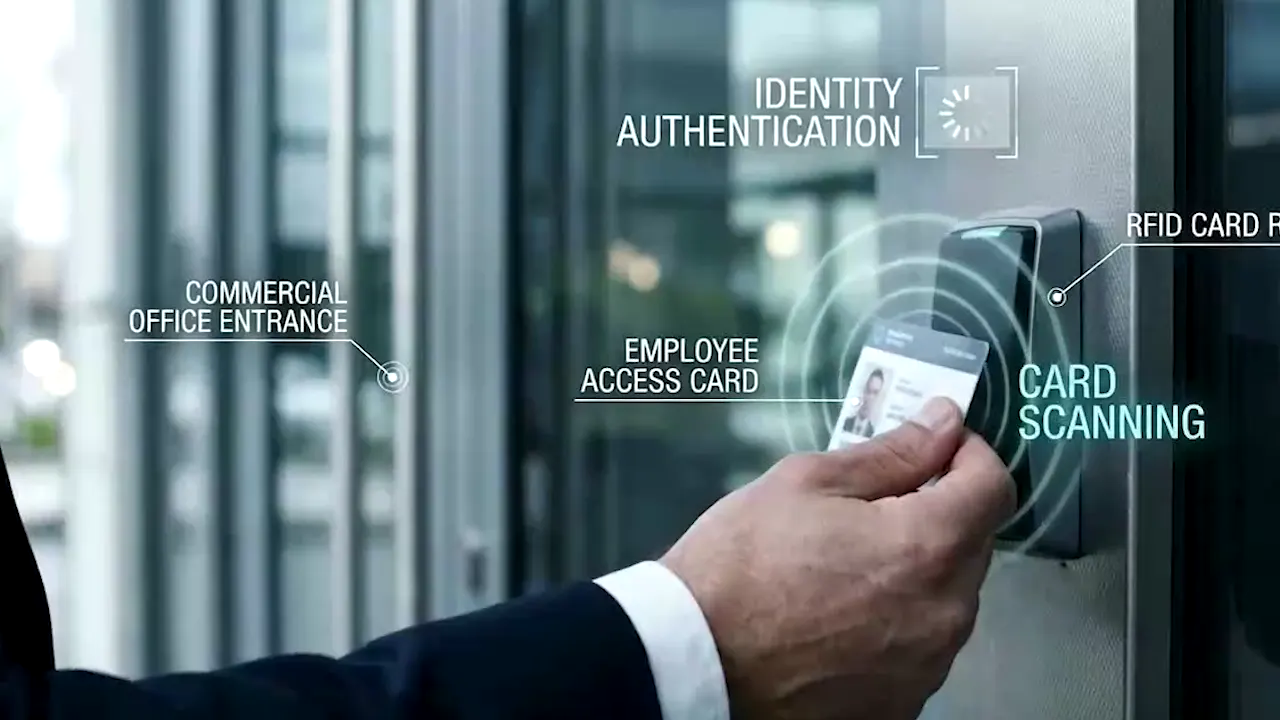 IDENTITY
AUTHENTICATION
RFID CARD R
COMMERCIAL
OFFICE ENTRANCE
EMPLOYEE
ACCESS CARD
CARD
SCANNING